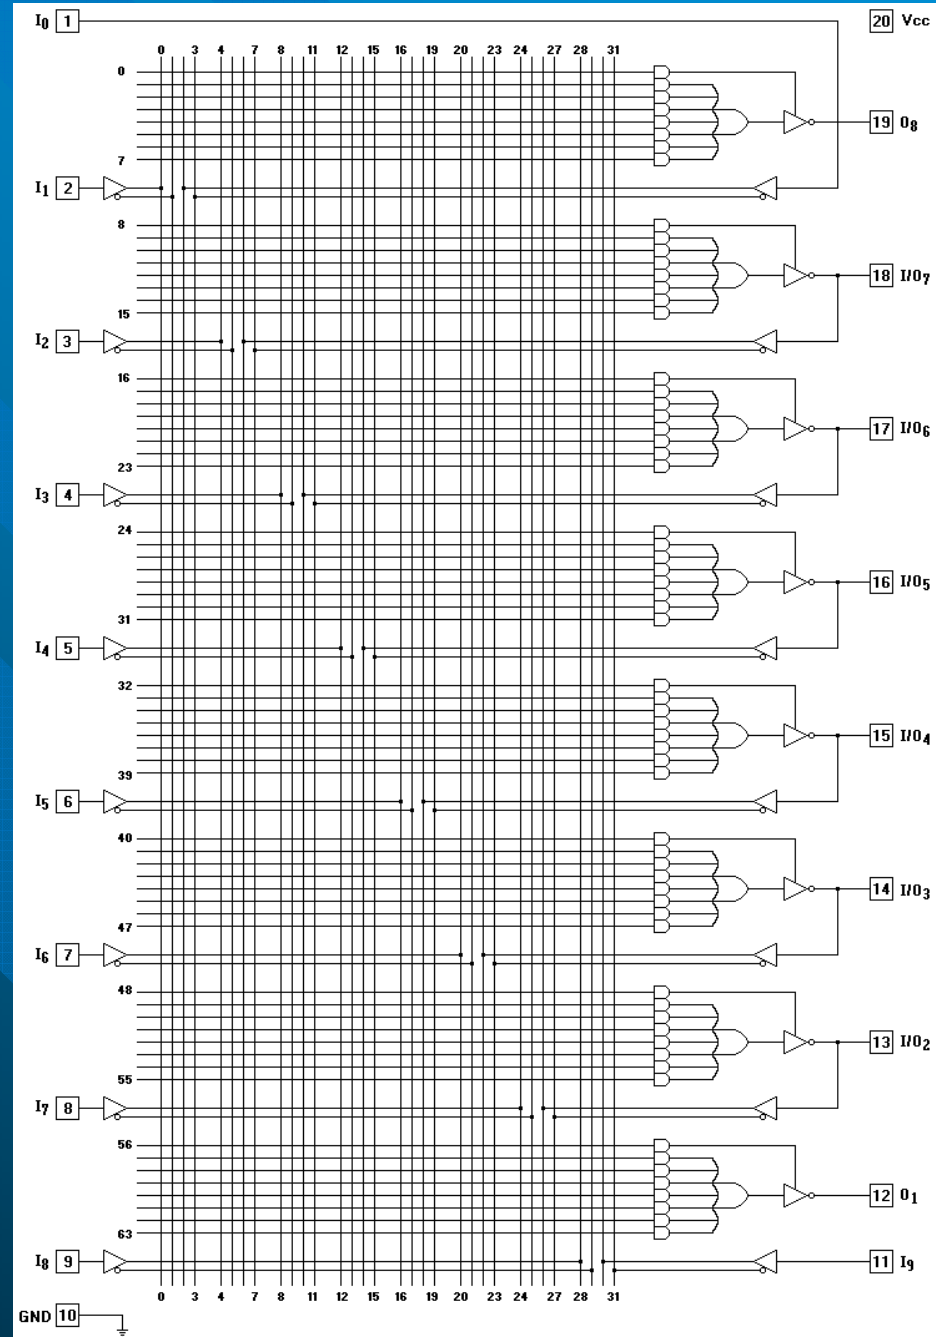 I0 1 20 Vcc
0 3 4 7 8 11 12 15 16 19 20 23 24 27 28 31
0
19 O8
7
I1 2
8
18 I/O7
15
I2 3
16
17 I/O6
23
I3 4
24
16 I/O5
31
I4 5
32
15 I/O4
39
I5 6
40
14 I/O3
47
I6 7
48
13 I/O2
55
I7 8
56
12 O1
63
I8 9 11 I9
0 3 4 7 8 11 12 15 16 19 20 23 24 27 28 31
GND 10